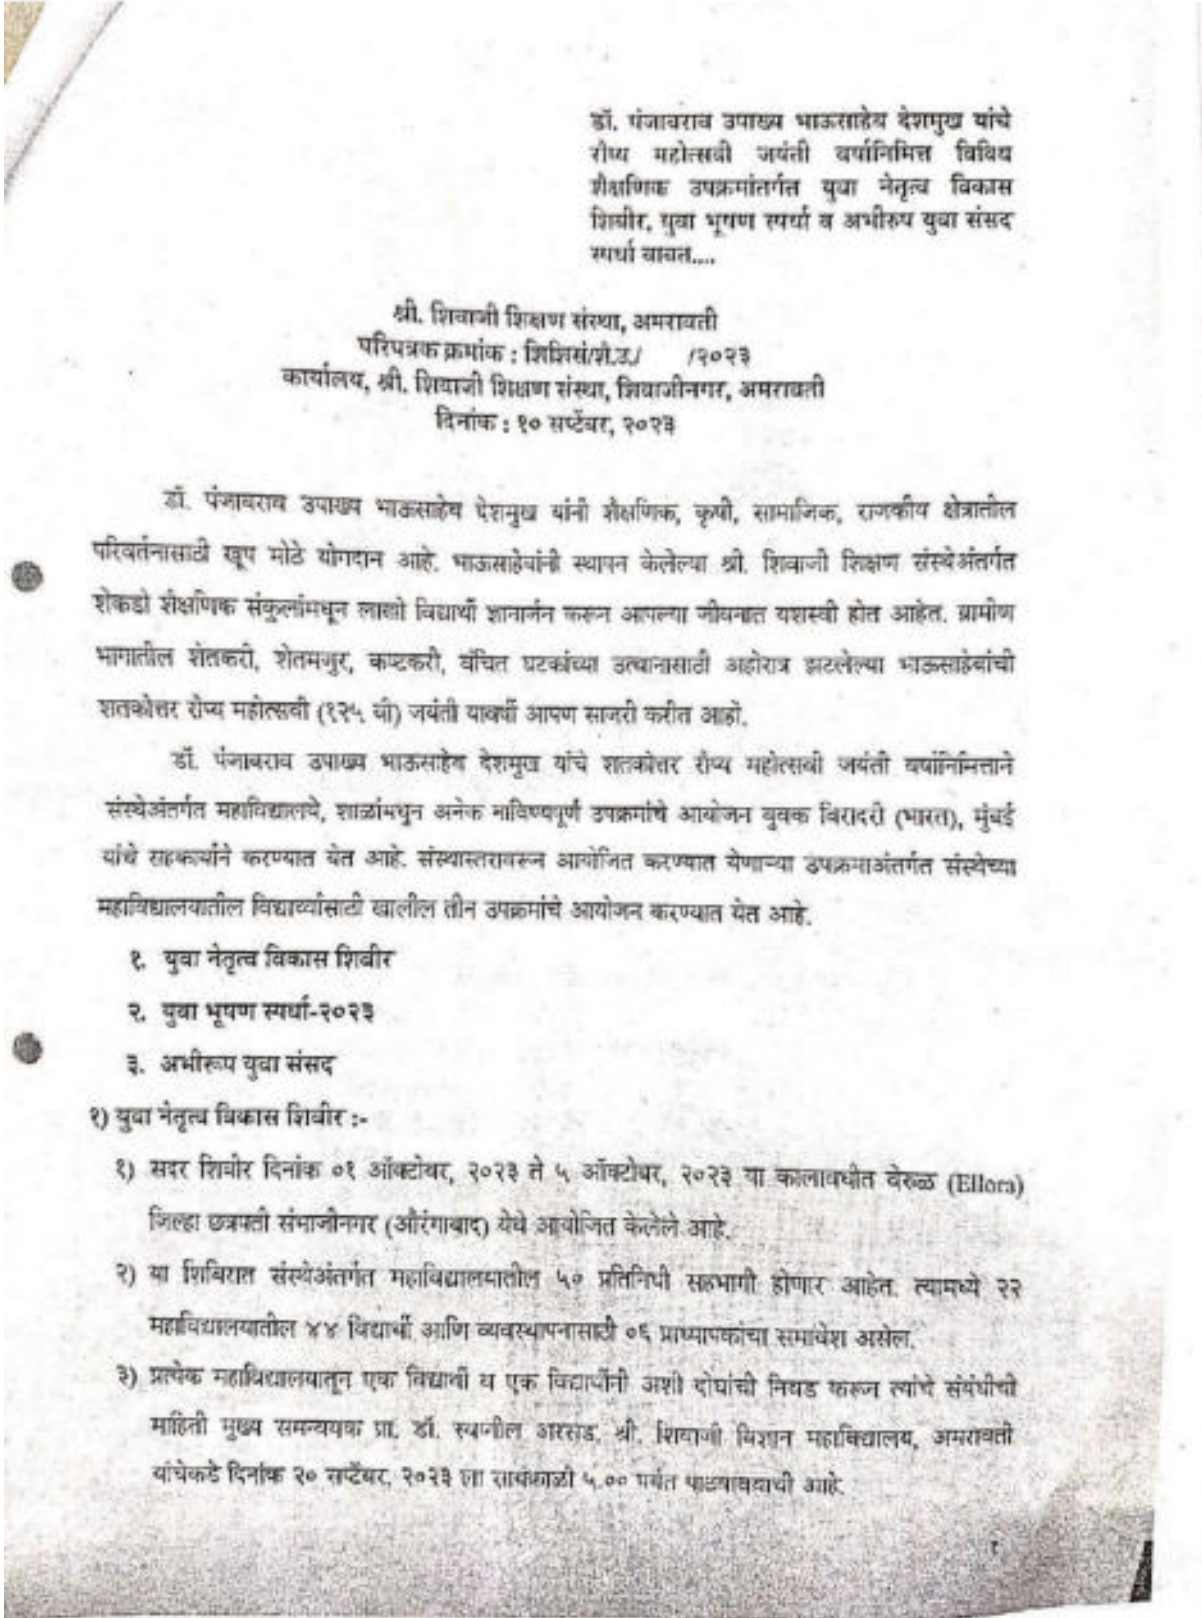 डॉ. पंजाबराव उपाख्य भाऊसाहेब देशमुख यांचे
रौप्य महोत्सवी जयंती वर्षानिमित्त विविध
शैक्षणिक उपक्रमांतर्गत युवा नेतृत्व विकास
शिबीर, युवा भूषण स्पर्धा व अभीरुप युवा संसद
स्पर्धा बाबत....
श्री. शिवाजी शिक्षण संस्था, अमरावती
परिपत्रक क्रमांक : शिशिसं/शै.उ./ /२०२३
कार्यालय, श्री. शिवाजी शिक्षण संस्था, शिवाजीनगर, अमरावती
दिनांक : १० सप्टेंबर, २०२३
डॉ. पंजाबराव उपाख्य भाऊसाहेब देशमुख यांनी शैक्षणिक, कृषी, सामाजिक, राजकीय क्षेत्रातील
परिवर्तनासाठी खूप मोठे योगदान आहे. भाऊसाहेबांनी स्थापन केलेल्या श्री. शिवाजी शिक्षण संस्थेअंतर्गत
शेकडो शैक्षणिक संकुलांमधून लाखो विद्यार्थी ज्ञानार्जन करून आपल्या जीवनात यशस्वी होत आहेत. ग्रामीण
भागातील शेतकरी, शेतमजुर, कष्टकरी, वंचित घटकांच्या उत्थानासाठी अहोरात्र झटलेल्या भाऊसाहेबांची
शतकोत्तर रौप्य महोत्सवी (१२५ वी) जयंती यावर्षी आपण साजरी करीत आहो.
डॉ. पंजाबराव उपाख्य भाऊसाहेब देशमुख यांचे शतकोत्तर रौप्य महोत्सवी जयंती वर्षानिमित्ताने
संस्थेअंतर्गत महाविद्यालये, शाळांमधुन अनेक नाविण्यपूर्ण उपक्रमांचे आयोजन युवक बिरादरी (भारत), मुंबई
यांचे सहकार्याने करण्यात येत आहे. संस्थास्तरावरून आयोजित करण्यात येणाऱ्या उपक्रमाअंतर्गत संस्थेच्या
महाविद्यालयातील विद्यार्थ्यांसाठी खालील तीन उपक्रमांचे आयोजन करण्यात येत आहे.
१. युवा नेतृत्व विकास शिबीर
२. युवा भूषण स्पर्धा-२०२३
३. अभीरूप युवा संसद
१) युवा नेतृत्व विकास शिबीर :-
१) सदर शिबीर दिनांक ०१ ऑक्टोबर, २०२३ ते ५ ऑक्टोबर, २०२३ या कालावधीत वेरुळ (Ellora)
जिल्हा छत्रपती संभाजीनगर (औरंगाबाद) येथे आयोजित केलेले आहे.
२) या शिबिरात संस्थेअंतर्गत महाविद्यालयातील ५० प्रतिनिधी सहभागी होणार आहेत. त्यामध्ये २२
महाविद्यालयातील ४४ विद्यार्थी आणि व्यवस्थापनासाठी ०६ प्राध्यापकांचा समावेश असेल.
३) प्रत्येक महाविद्यालयातून एक विद्यार्थी व एक विद्यार्थीनी अशी दोघांची निवड करून त्यांचे संबंधीची
माहिती मुख्य समन्वयक प्रा. डॉ. स्वप्नील अरसड, श्री. शिवाजी विज्ञान महाविद्यालय, अमरावती
यांचेकडे दिनांक २० सप्टेंबर, २०२३ ला सायंकाळी ५.०० पर्यंत पाठवावयाची आहे.
१